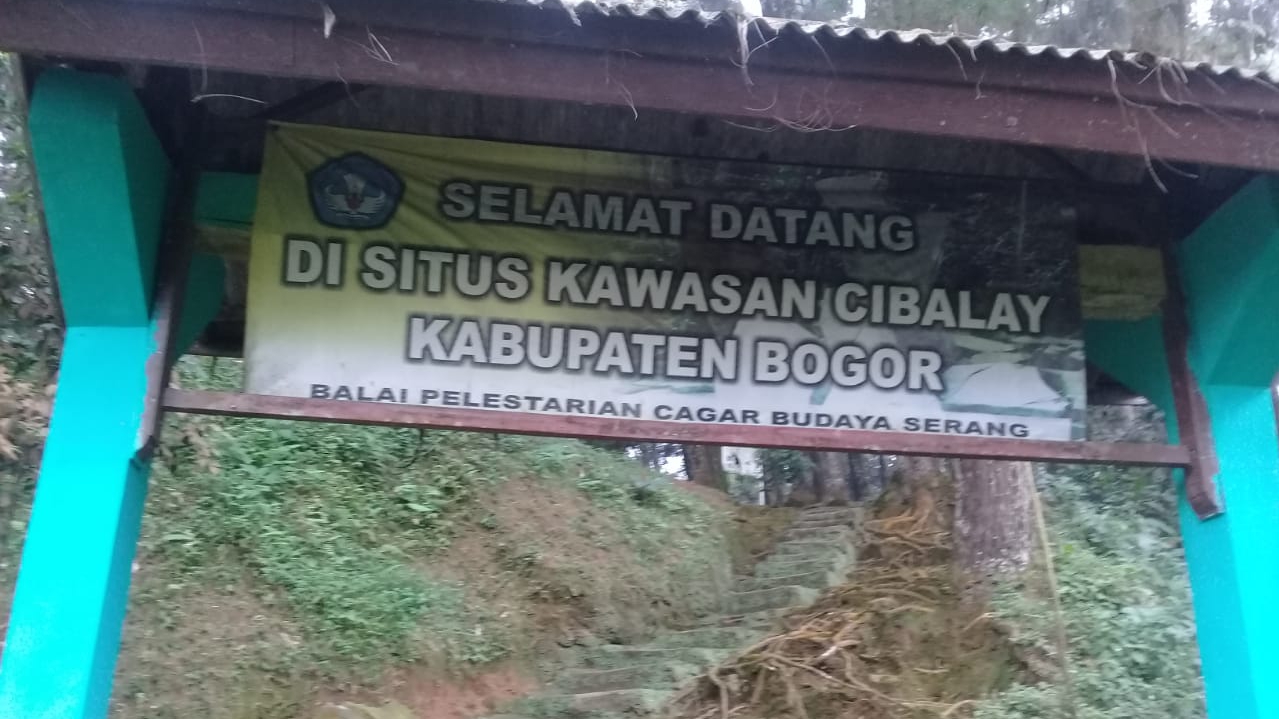 SELAMAT DATANG
DI SITUS KAWASAN CIBALAY
KABUPATEN BOGOR
BALAI PELESTARIAN CAGAR BUDAYA SERANG